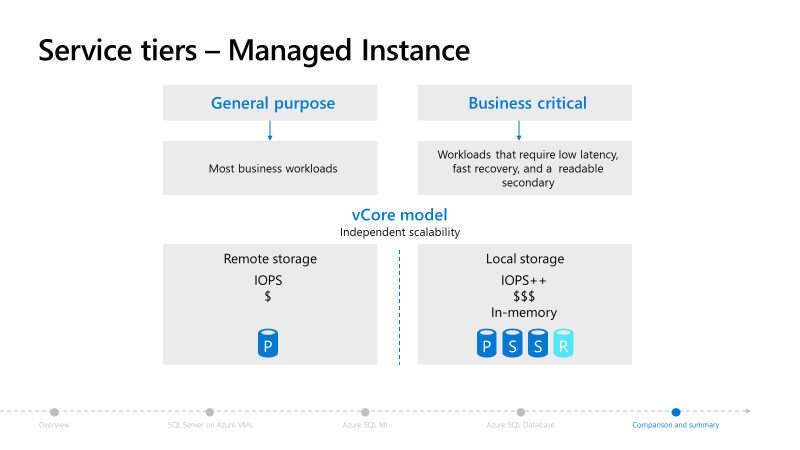 Service tiers – Managed Instance
General purpose
Business critical
Most business workloads
Workloads that require low latency,
fast recovery, and a readable
secondary
vCore model
Independent scalability
Remote storage
IOPS
$
P
Local storage
IOPS++
$$$
In-memory
P S S R
Overview
SQL Server on Azure VMs
Azure SQL MI
Azure SQL Database
Comparison and summary